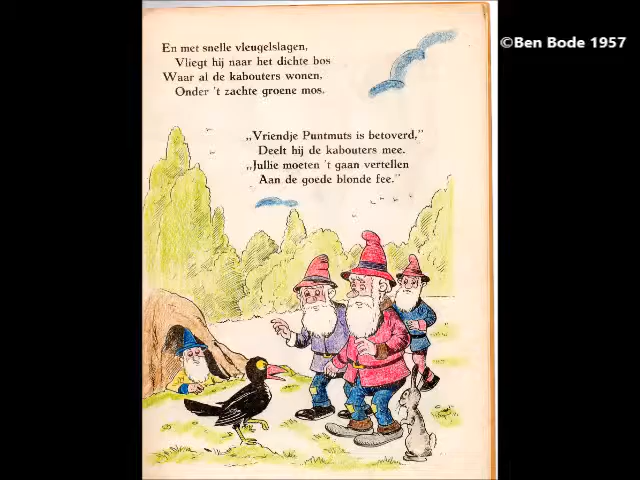 En met snelle vleugelslagen,
Vliegt hij naar het dichte bos
Waar al de kabouters wonen,
Onder 't zachte groene mos.
„Vriendje Puntmuts is betoverd,"
Deelt hij de kabouters mee.
„Jullie moeten 't gaan vertellen
Aan de goede blonde fee."
©Ben Bode 1957